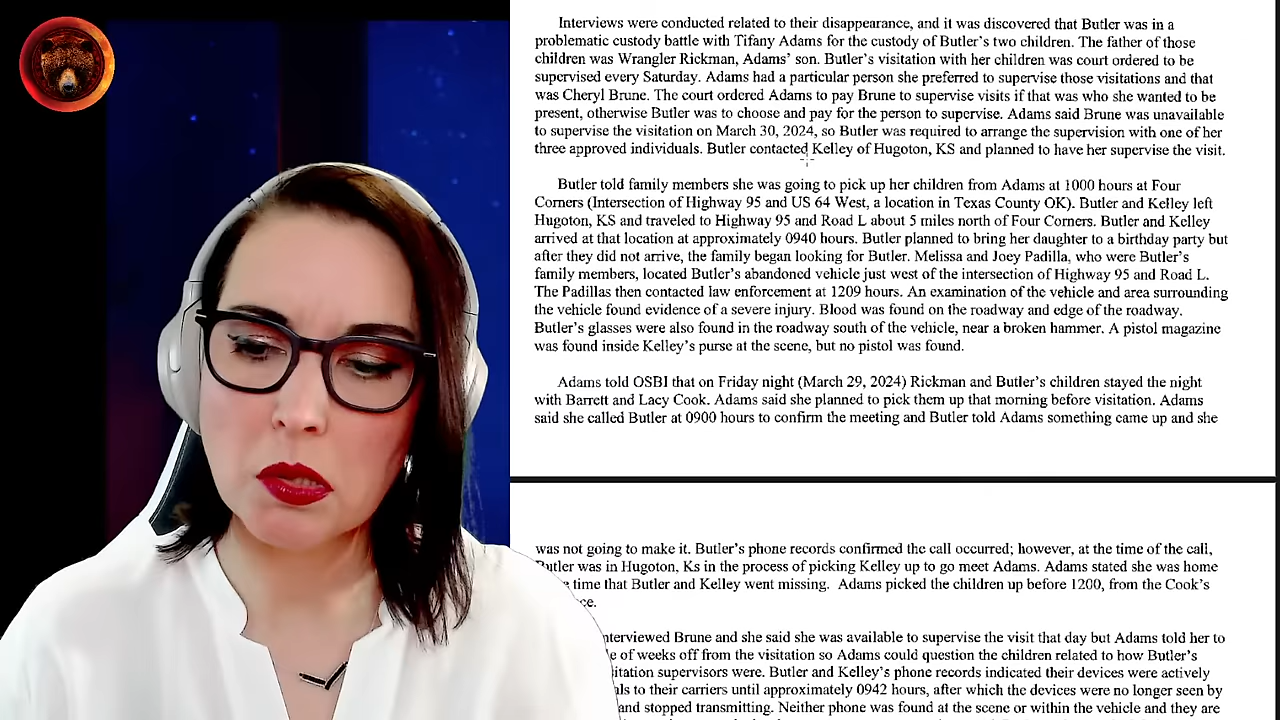 Interviews were conducted related to their disappearance, and it was discovered that Butler was in a
problematic custody battle with Tifany Adams for the custody of Butler's two children. The father of those
children was Wrangler Rickman, Adams' son. Butler's visitation with her children was court ordered to be
supervised every Saturday. Adams had a particular person she preferred to supervise those visitations and that
was Cheryl Brune. The court ordered Adams to pay Brune to supervise visits if that was who she wanted to be
present, otherwise Butler was to choose and pay for the person to supervise. Adams said Brune was unavailable
to supervise the visitation on March 30, 2024, so Butler was required to arrange the supervision with one of her
three approved individuals. Butler contacted Kelley of Hugoton, KS and planned to have her supervise the visit.
Butler told family members she was going to pick up her children from Adams at 1000 hours at Four
Corners (Intersection of Highway 95 and US 64 West, a location in Texas County OK). Butler and Kelley left
Hugoton, KS and traveled to Highway 95 and Road L about 5 miles north of Four Corners. Butler and Kelley
arrived at that location at approximately 0940 hours. Butler planned to bring her daughter to a birthday party but
after they did not arrive, the family began looking for Butler. Melissa and Joey Padilla, who were Butler's
family members, located Butler's abandoned vehicle just west of the intersection of Highway 95 and Road L.
The Padillas then contacted law enforcement at 1209 hours. An examination of the vehicle and area surrounding
the vehicle found evidence of a severe injury. Blood was found on the roadway and edge of the roadway.
Butler's glasses were also found in the roadway south of the vehicle, near a broken hammer. A pistol magazine
was found inside Kelley's purse at the scene, but no pistol was found.
Adams told OSBI that on Friday night (March 29, 2024) Rickman and Butler's children stayed the night
with Barrett and Lacy Cook. Adams said she planned to pick them up that morning before visitation. Adams
said she called Butler at 0900 hours to confirm the meeting and Butler told Adams something came up and she
was not going to make it. Butler's phone records confirmed the call occurred; however, at the time of the call,
Butler was in Hugoton, Ks in the process of picking Kelley up to go meet Adams. Adams stated she was home
time that Butler and Kelley went missing. Adams picked the children up before 1200, from the Cook's
ce.
nterviewed Brune and she said she was available to supervise the visit that day but Adams told her to
e of weeks off from the visitation so Adams could question the children related to how Butler's
itation supervisors were. Butler and Kelley's phone records indicated their devices were actively
als to their carriers until approximately 0942 hours, after which the devices were no longer seen by
and stopped transmitting. Neither phone was found at the scene or within the vehicle and they are